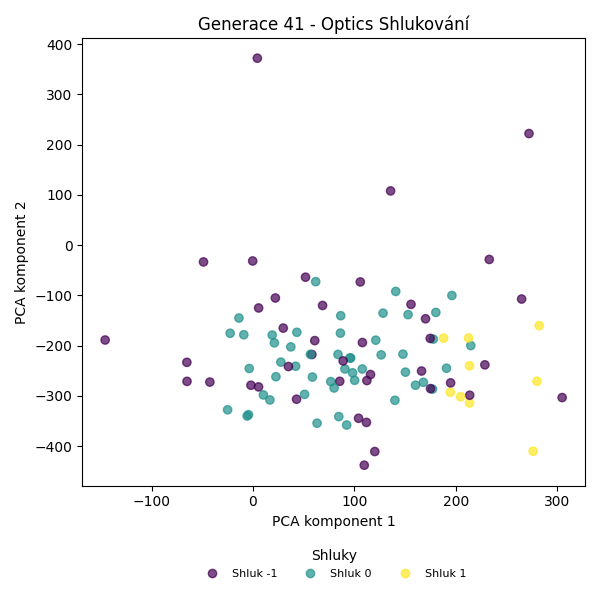 Generace 41 - Optics Shlukování
400
300
200
100
0
−100
−200
−300
−400
PCA komponent 2
−100
0
100
200
300
PCA komponent 1
Shluky
Shluk -1
Shluk 0
Shluk 1